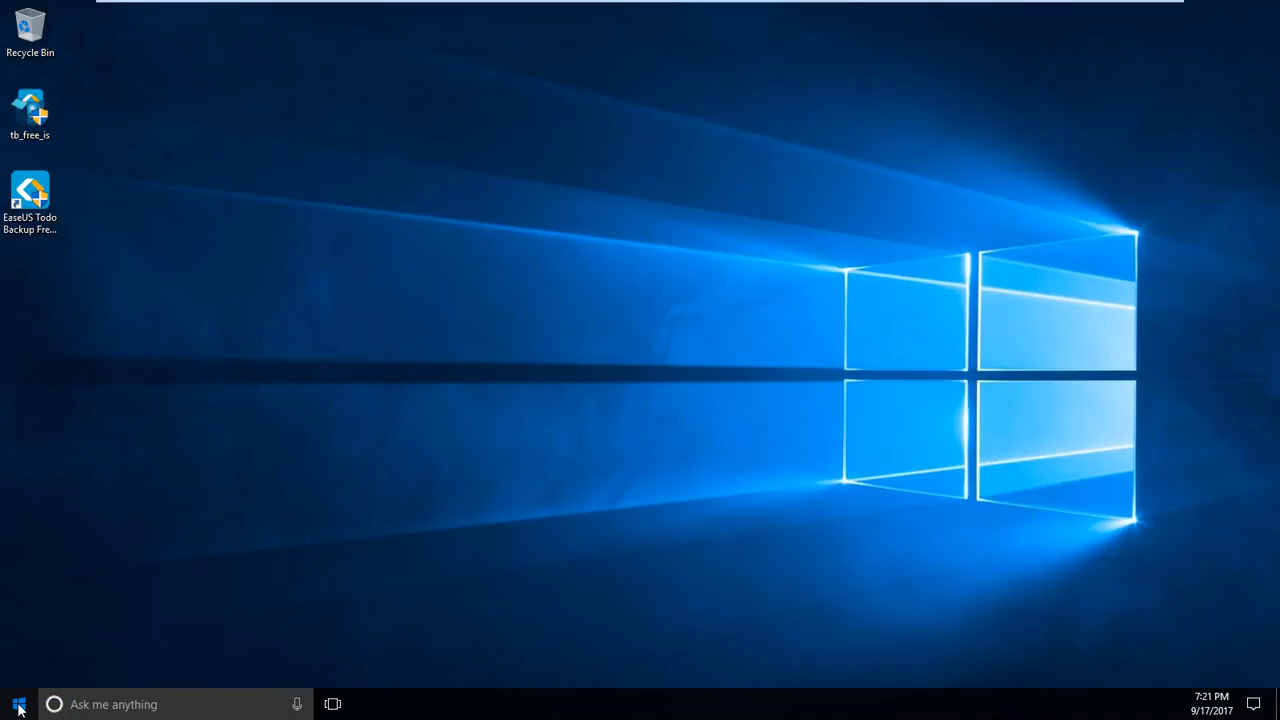 Recycle Bin
tb_free_is
EaseUS Todo
Backup Fre...
Ask me anything
7:21 PM
9/17/2017